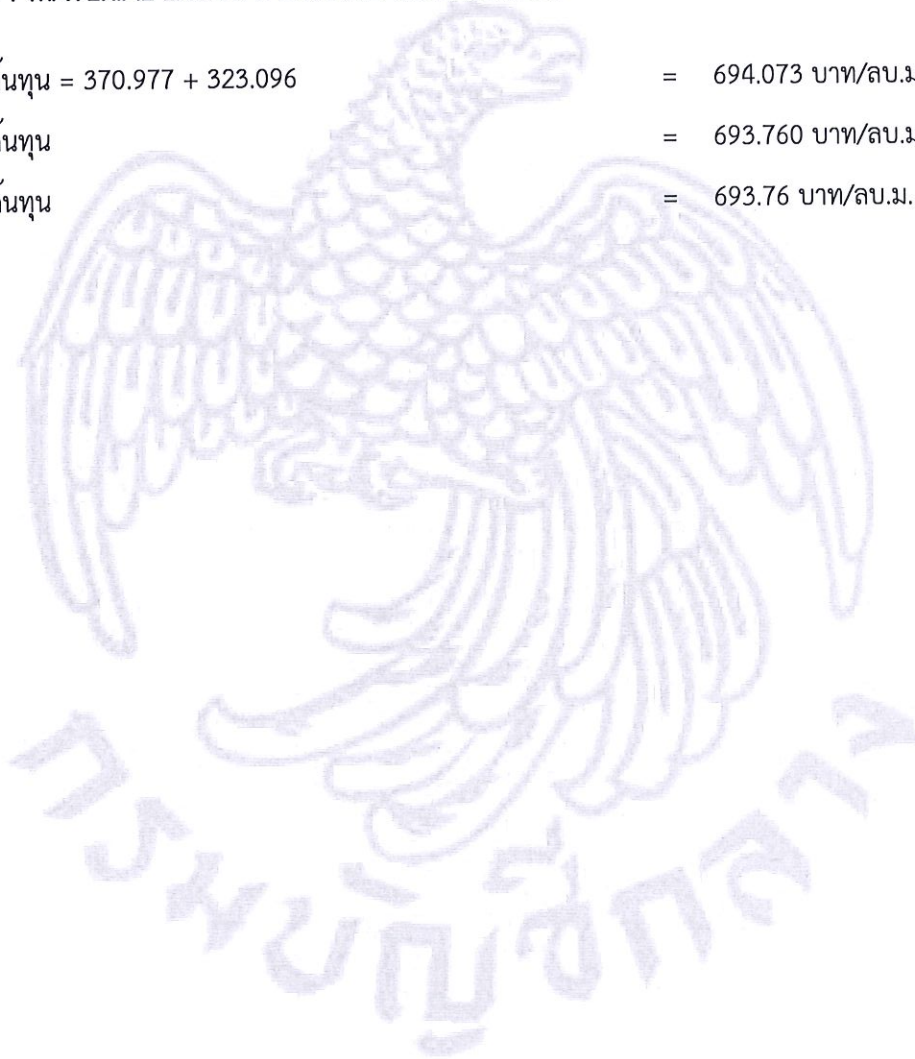 นทุน = 370.977 + 323.096 = 694.073 บาท/ลบ.ม
นทุน = 693.760 บาท/ลบ.ม
ันทุน = 693.76 บาท/ลบ.ม.
กรมบัญชีกลาง